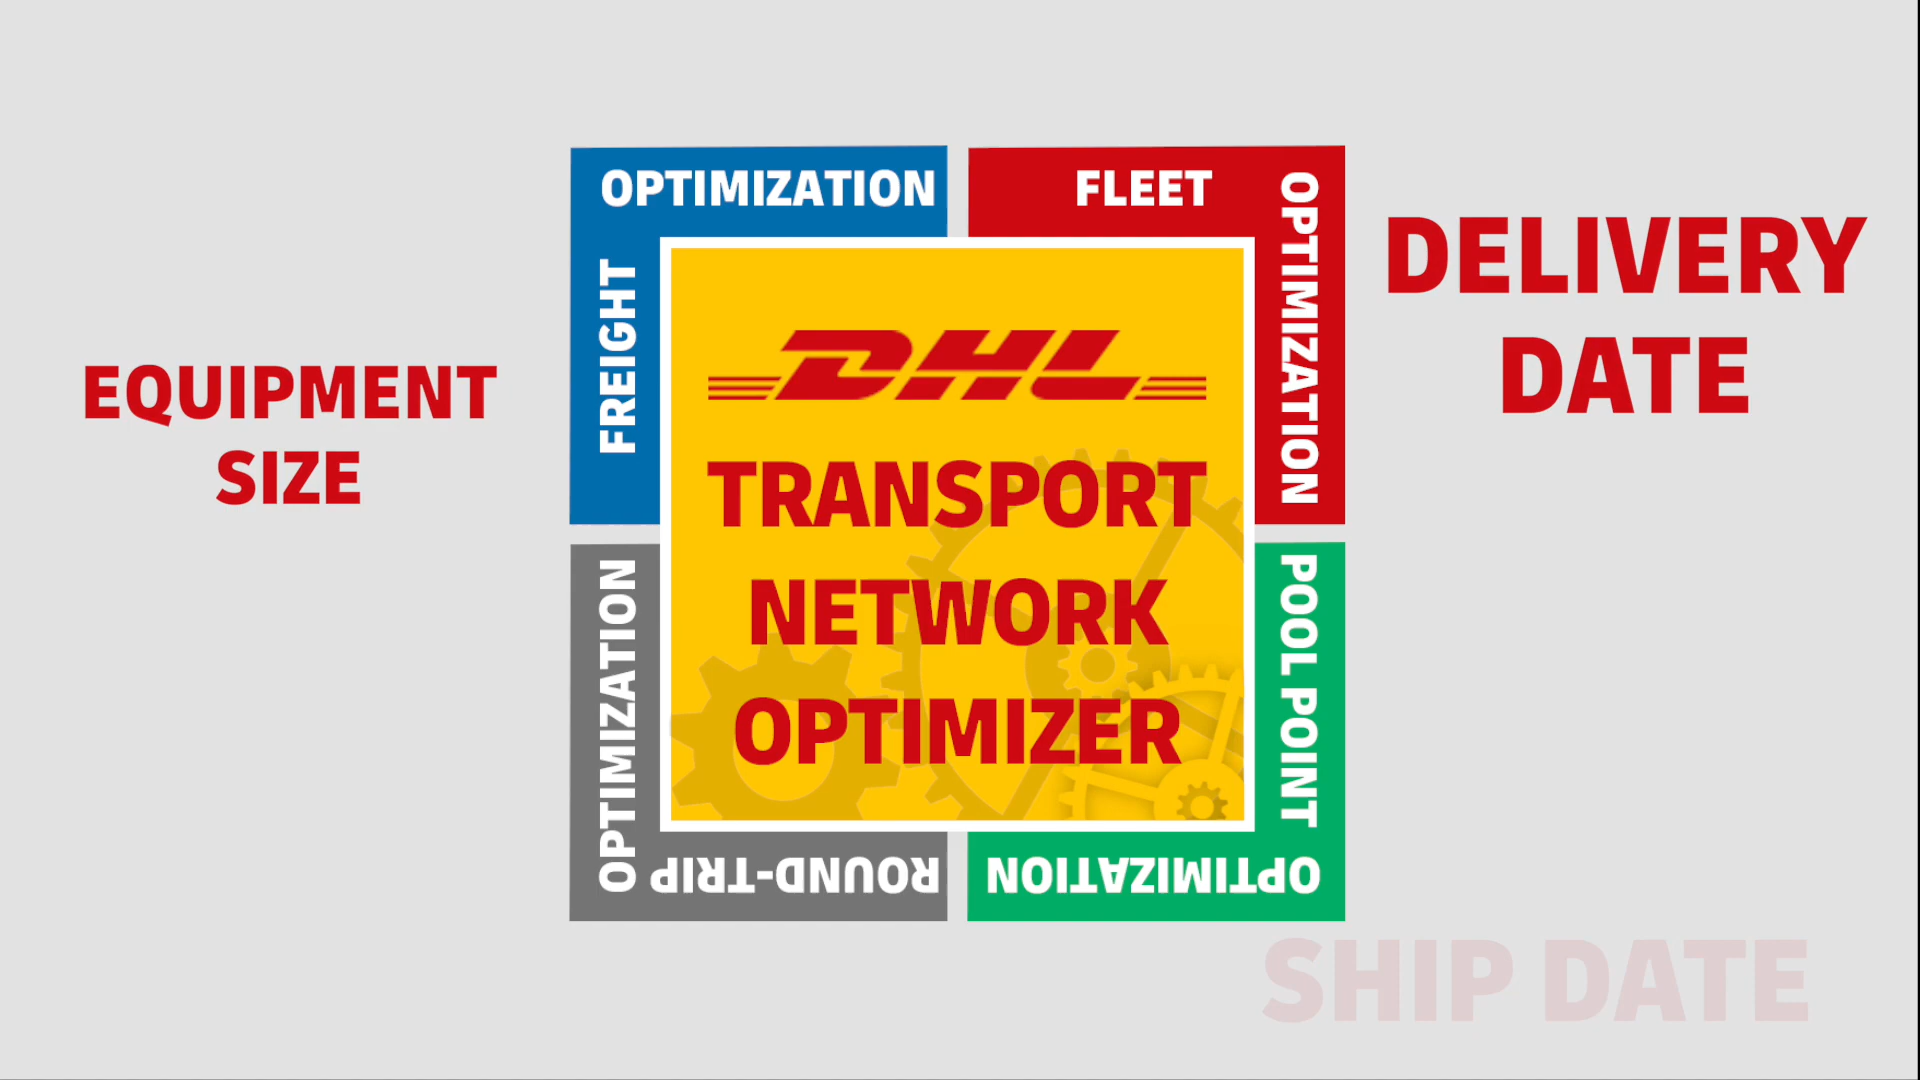 FREIGHT
OPTIMIZATION
FLEET
OPTIMIZATION
DELIVERY
DATE
EQUIPMENT
SIZE
DHL
TRANSPORT
NETWORK
OPTIMIZER
POOL POINT
OPTIMIZATION
ROUND-TRIP
OPTIMIZATION
SHIP DATE